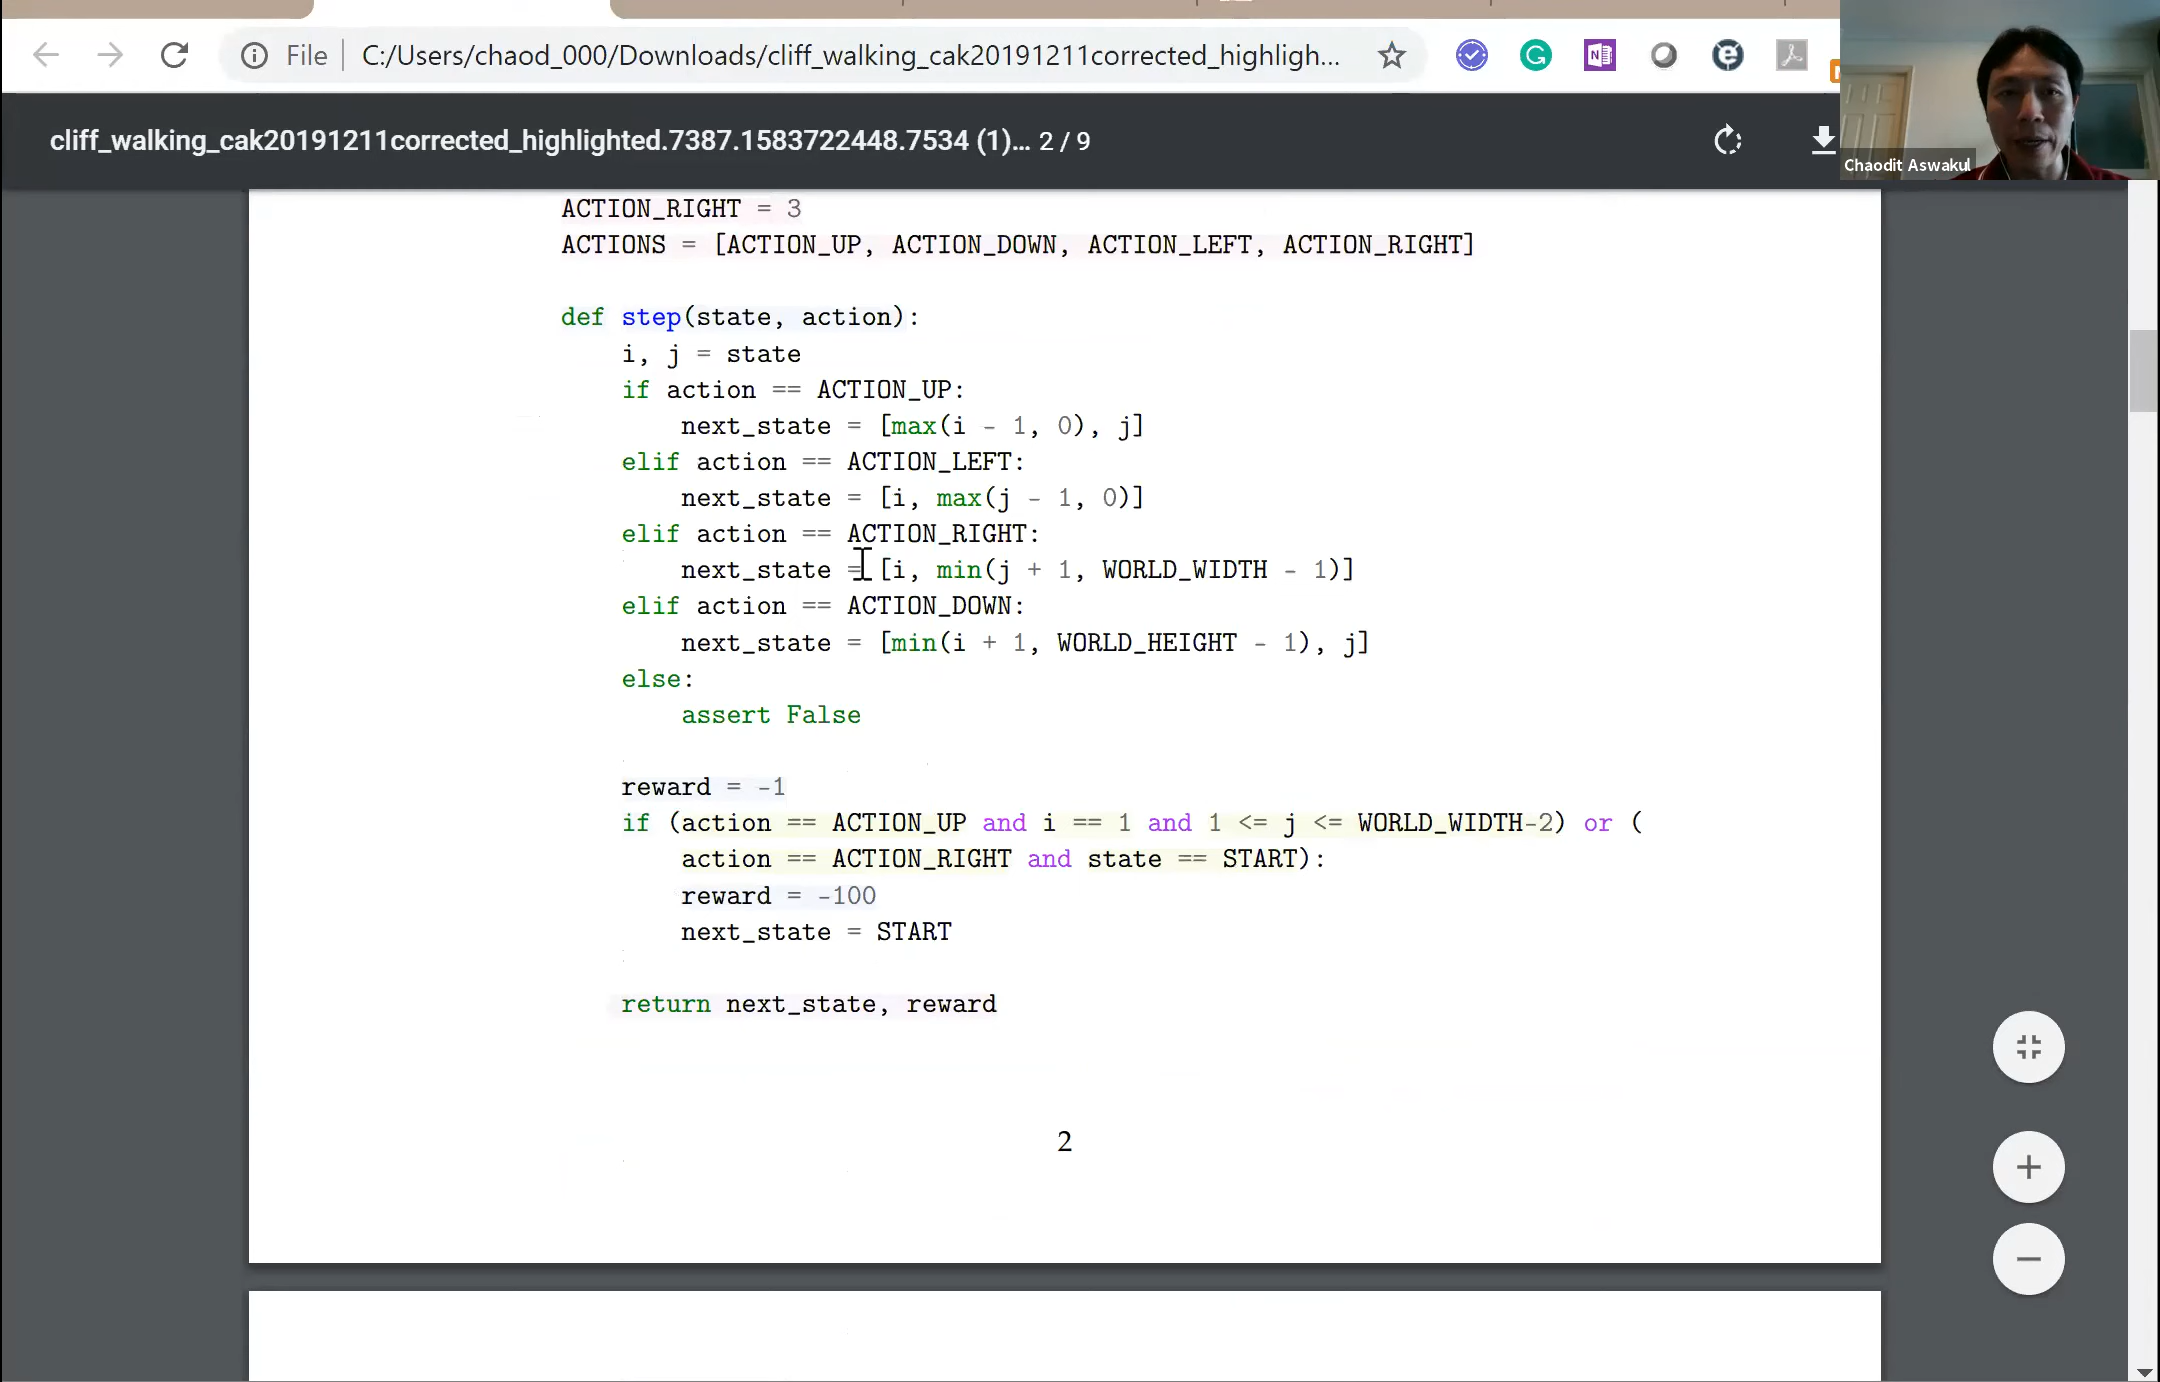 File C:/Users/chaod_000/Downloads/cliff_walking_cak20191211corrected_highligh...
Chaodit Aswakul
cliff_walking_cak20191211corrected_highlighted.7387.1583722448.7534 (1)... 2 / 9
ACTION_RIGHT = 3
ACTIONS = [ACTION_UP, ACTION_DOWN, ACTION_LEFT, ACTION_RIGHT]
def step(state, action):
i, j = state
if action == ACTION_UP:
next_state = [max(i - 1, 0), j]
elif action == ACTION_LEFT:
next_state = [i, max(j - 1, 0)]
elif action == ACTION_RIGHT:
next_state = [i, min(j + 1, WORLD_WIDTH - 1)]
elif action == ACTION_DOWN:
next_state = [min(i + 1, WORLD_HEIGHT - 1), j]
else:
assert False
reward = -1
if (action == ACTION_UP and i == 1 and 1 <= j <= WORLD_WIDTH-2) or (
action == ACTION_RIGHT and state == START):
reward = -100
next_state = START
return next_state, reward
2